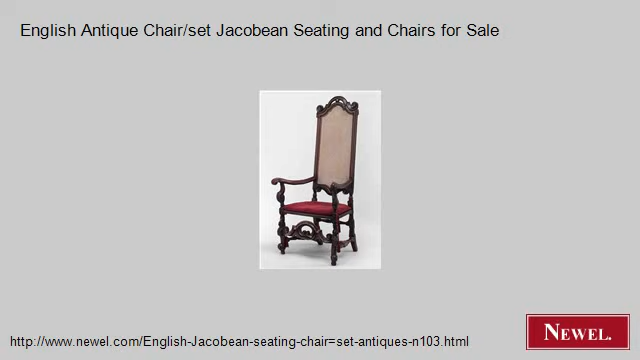 English Antique Chair/set Jacobean Seating and Chairs for Sale
http://www.newel.com/English-Jacobean-seating-chair=set-antiques-n103.html
NEWEL.